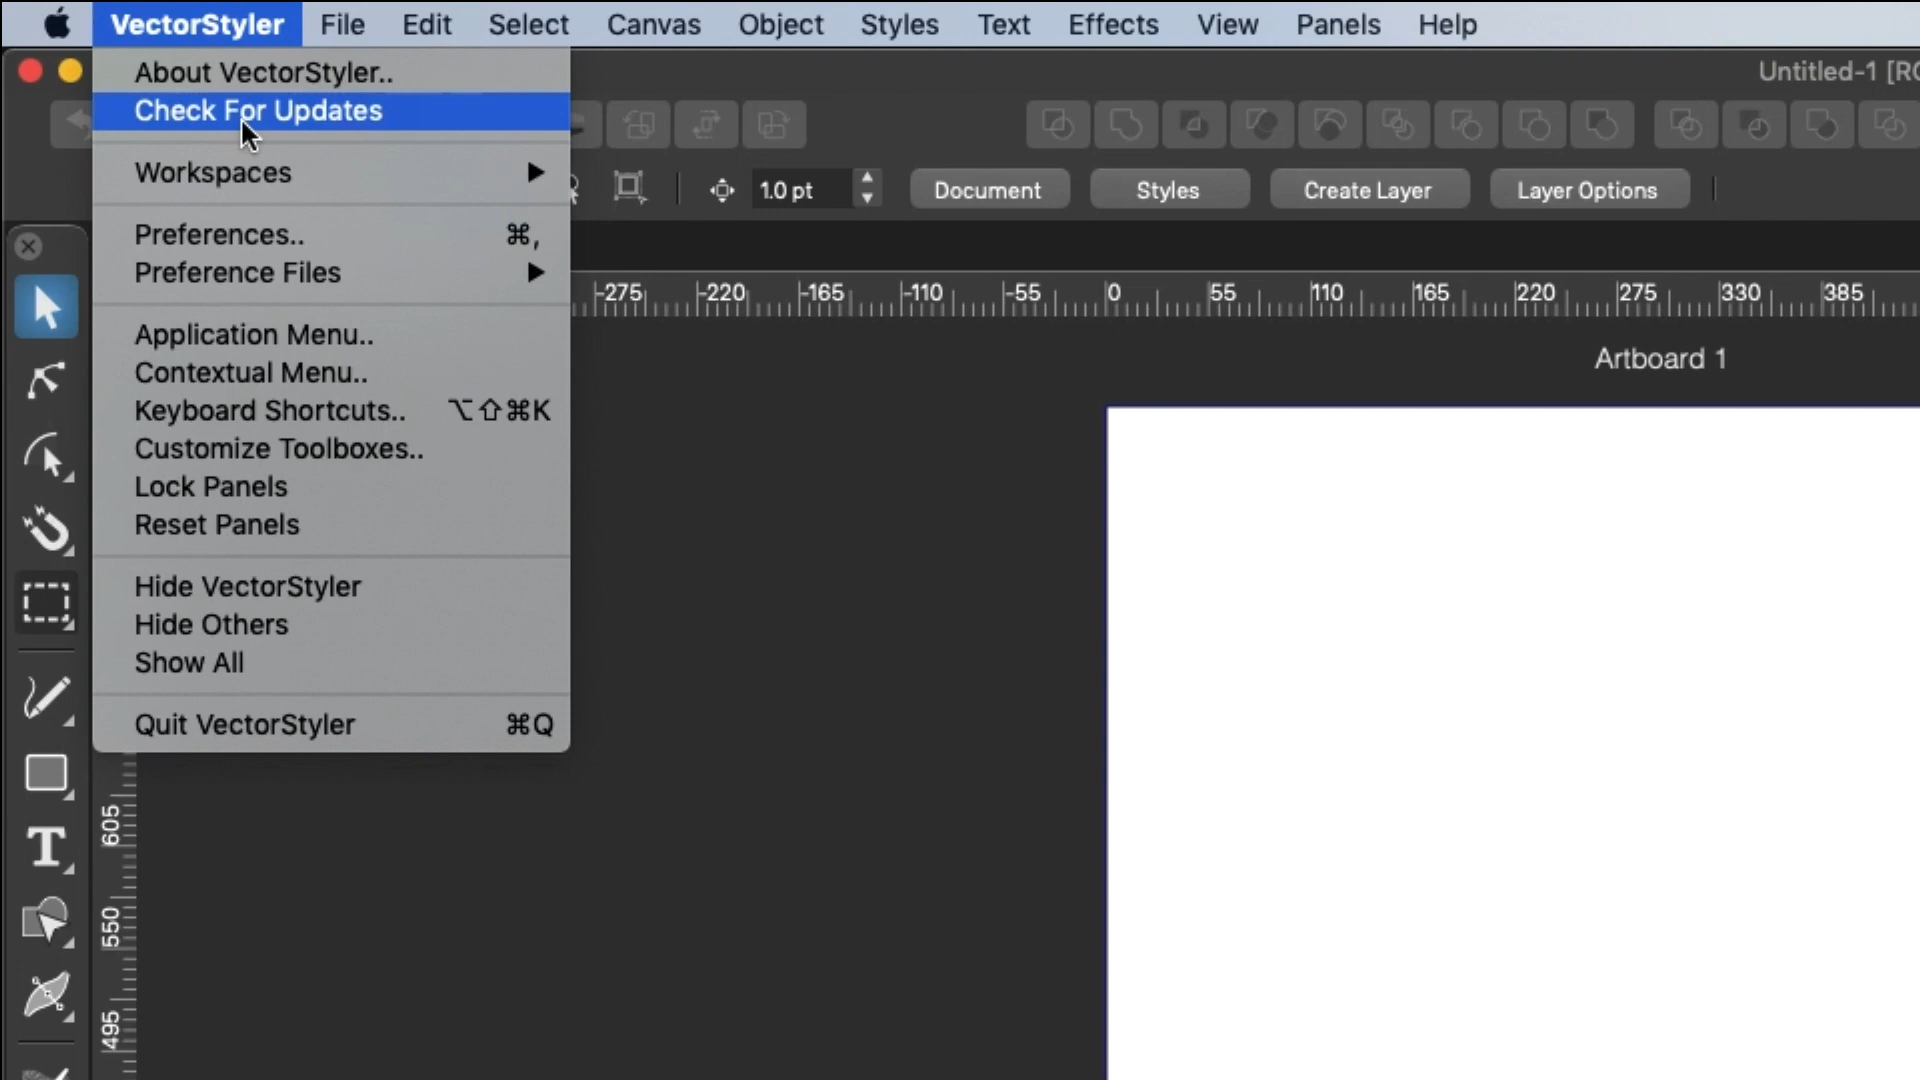 VectorStyler File Edit Select Canvas Object Styles Text Effects View Panels Help
Untitled-1 [RG
About VectorStyler..
Check For Updates
Workspaces
Preferences.. ⌘,
Preference Files
Application Menu..
Contextual Menu..
Keyboard Shortcuts.. ⌥⇧⌘K
Customize Toolboxes..
Lock Panels
Reset Panels
Hide VectorStyler
Hide Others
Show All
Quit VectorStyler ⌘Q
1.0 pt Document Styles Create Layer Layer Options
-275 -220 -165 -110 -55 0 55 110 165 220 275 330 385
Artboard 1
605
550
495